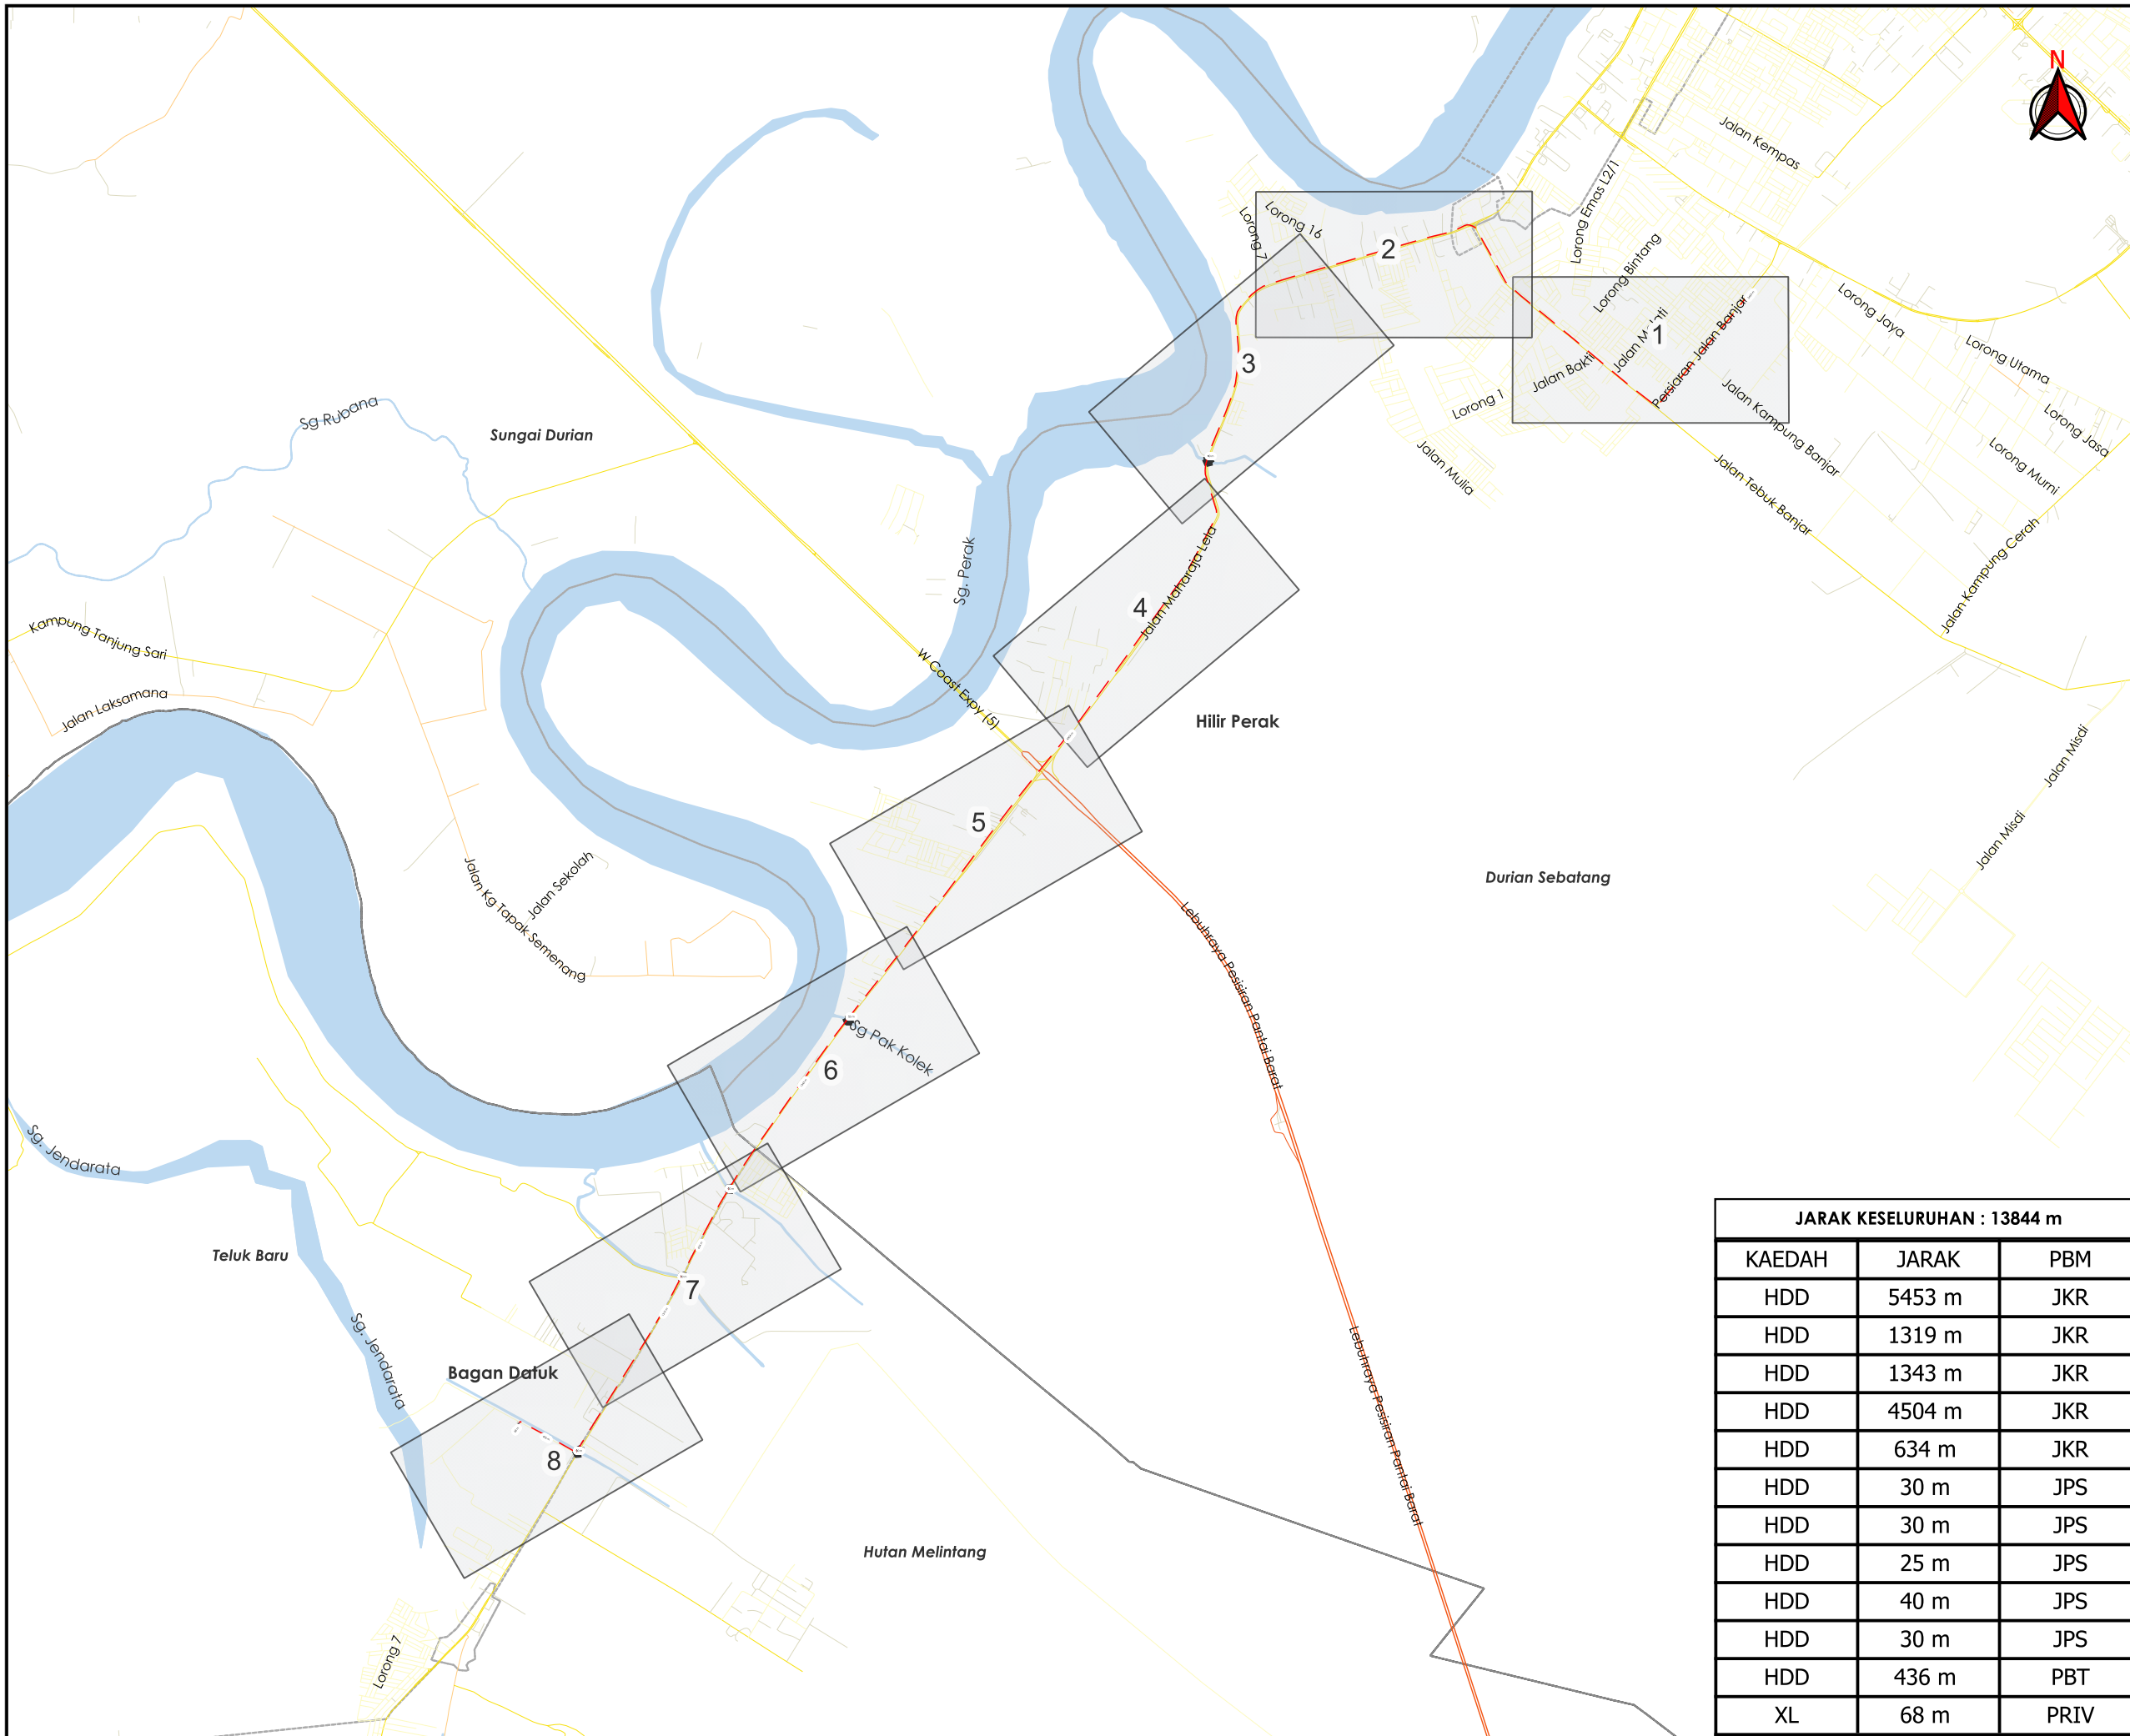 N
Jalan Kempas
Lorong Emas L2/1
Lorong 16
Lorong 7
2
Lorong Bintang
Lorong Jaya
1
3
Persiaran Jalan Banjar
Jalan Bakti
Lorong Utama
Lorong 1
Jalan Kampung Banjar
Lorong Jasa
Sg Rubana
Sungai Durian
Jalan Mulia
Lorong Murni
Jalan Tebuk Banjar
Sg. Perak
Jalan Maharaja Lela
4
Jalan Kampung Cerah
Kampung Tanjung Sari
Jalan Laksamana
W Coast Expy (5)
Hilir Perak
Jalan Misdi
5
Jalan Misdi
Jalan Sekolah
Jalan Kg Tapak Semenang
Durian Sebatang
Lebuhraya Pesisiran Pantai Barat
Sg Pak Kolek
6
Sg. Jendarata
Teluk Baru
7
Sg. Jendarata
Bagan Datuk
8
Lebuhraya Pesisiran Pantai Barat
Hutan Melintang
Lorong 7
JARAK KESELURUHAN : 13844 m
KAEDAH JARAK PBM
HDD 5453 m JKR
HDD 1319 m JKR
HDD 1343 m JKR
HDD 4504 m JKR
HDD 634 m JKR
HDD 30 m JPS
HDD 30 m JPS
HDD 25 m JPS
HDD 40 m JPS
HDD 30 m JPS
HDD 436 m PBT
XL 68 m PRIV